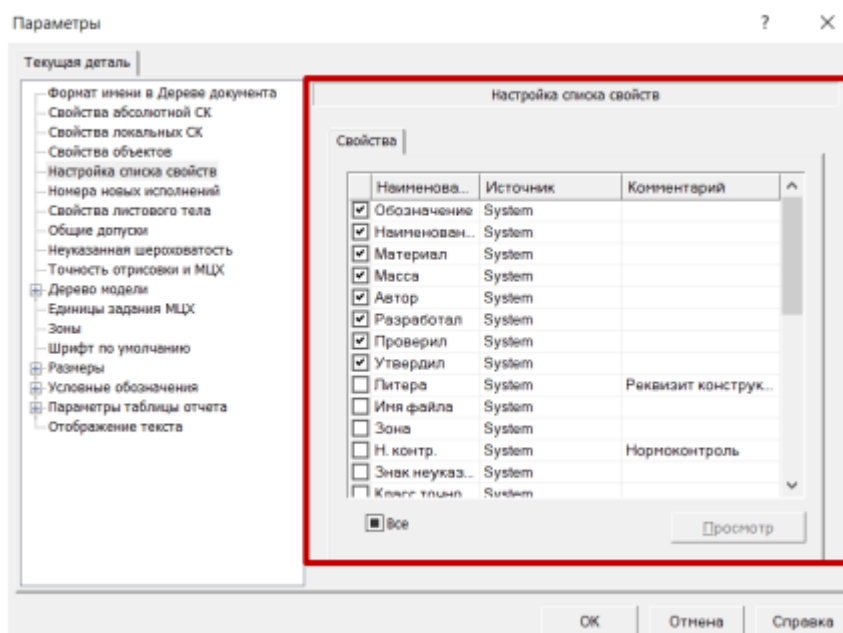 Параметры
?
Текущая деталь
Формат имени в Дереве документа
Свойства абсолютной СК
Свойства локальных СК
Свойства объектов
Настройка списка свойств
Номера новых исполнений
Свойства листового тела
Общие допуски
Неуказанная шероховатость
Точность отрисовки и МЦХ
Дерево модели
Единицы задания МЦХ
Зоны
Шрифт по умолчанию
Размеры
Условные обозначения
Параметры таблицы отчета
Отображение текста
Настройка списка свойств
Свойства
Наименова... Источник Комментарий
Обозначение System
Наименован... System
Материал System
Масса System
Автор System
Разработал System
Проверил System
Утвердил System
Литера System Реквизит конструк...
Имя файла System
Зона System
Н. контр. System Нормоконтроль
Знак неуказ... System
Класс точно... System
Все
Просмотр
ОК Отмена Справка